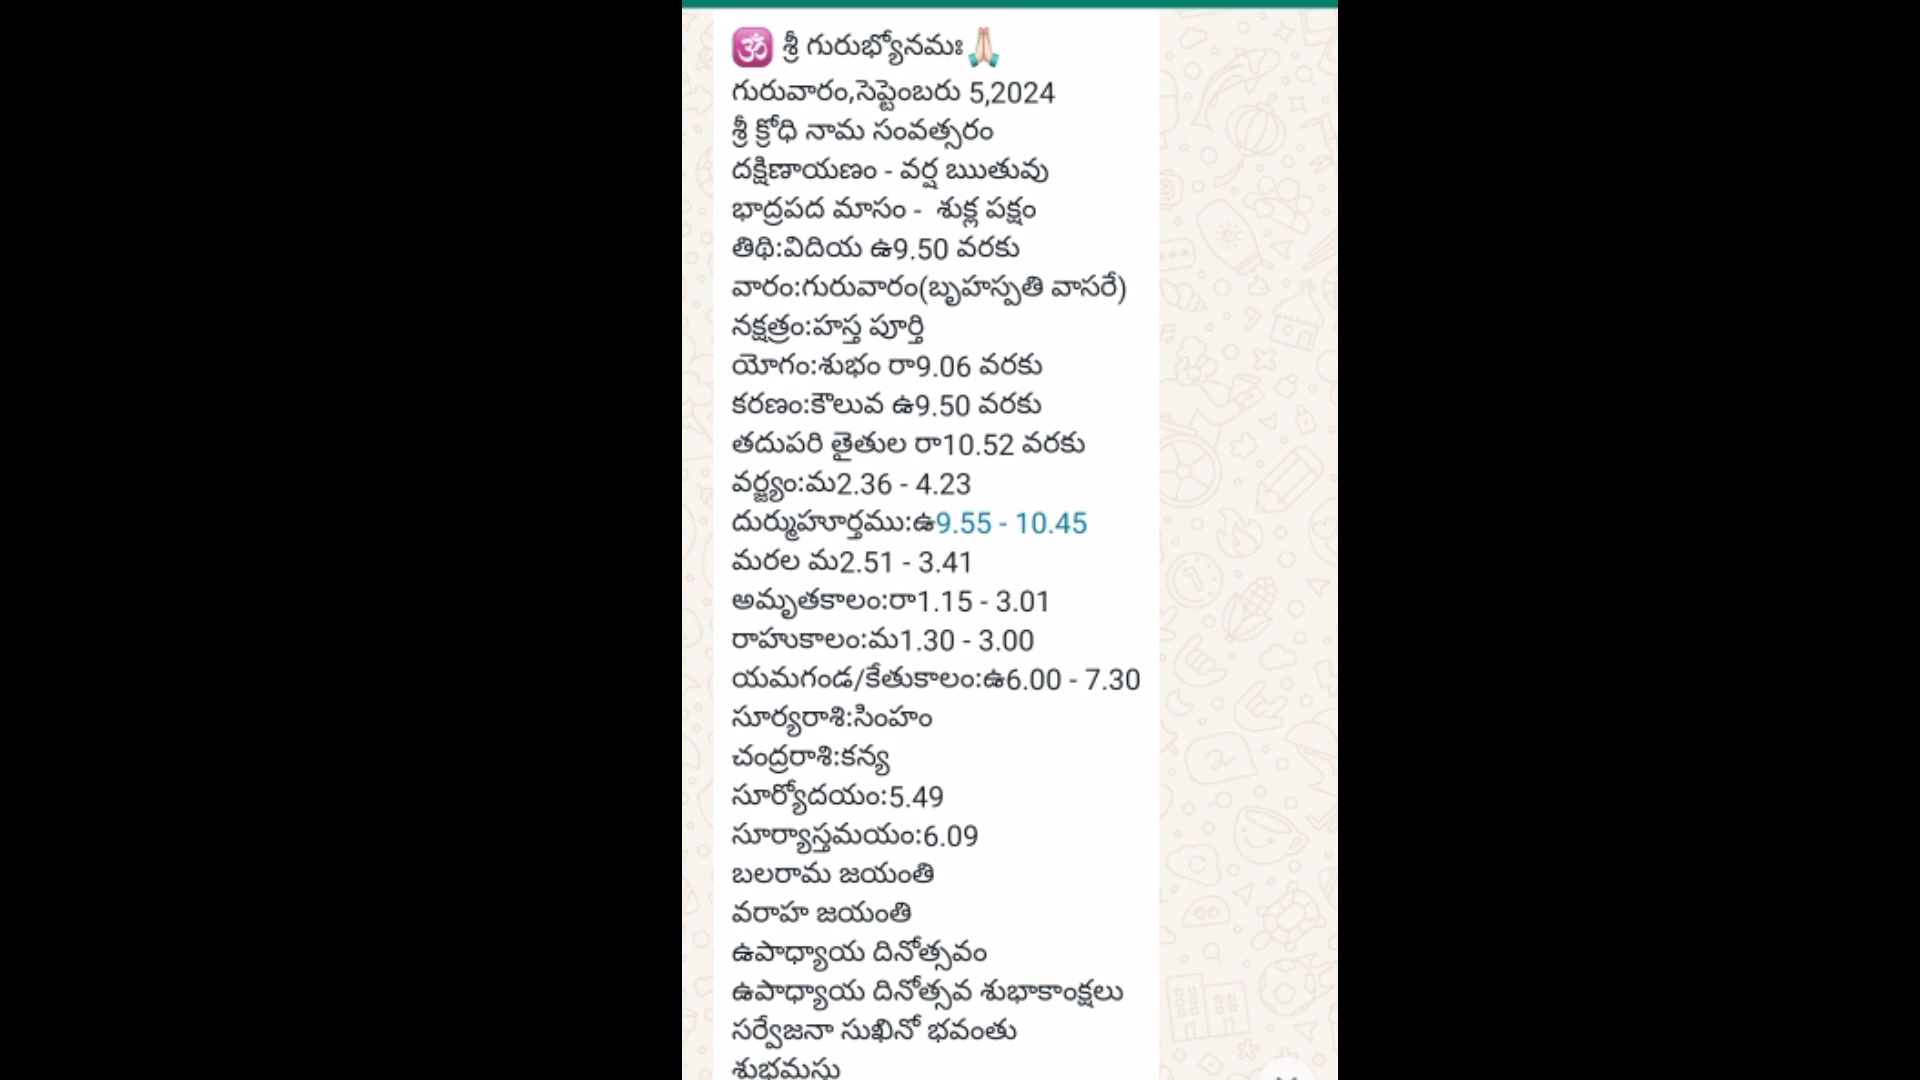 🕉 శ్రీ గురుభ్యోనమః🙏🏻
గురువారం,సెప్టెంబరు 5,2024
శ్రీ క్రోధి నామ సంవత్సరం
దక్షిణాయణం - వర్ష ఋుతువు
భాద్రపద మాసం -  శుక్ల పక్షం
తిథి:విదియ ఉ9.50 వరకు
వారం:గురువారం(బృహస్పతి వాసరే)
నక్షత్రం:హస్త పూర్తి
యోగం:శుభం రా9.06 వరకు
కరణం:కౌలువ ఉ9.50 వరకు
తదుపరి తైతుల రా10.52 వరకు
వర్జ్యం:మ2.36 - 4.23
దుర్ముహూర్తము:ఉ9.55 - 10.45
మరల మ2.51 - 3.41
అమృతకాలం:రా1.15 - 3.01
రాహుకాలం:మ1.30 - 3.00
యమగండ/కేతుకాలం:ఉ6.00 - 7.30
సూర్యరాశి:సింహం
చంద్రరాశి:కన్య
సూర్యోదయం:5.49
సూర్యాస్తమయం:6.09
బలరామ జయంతి
వరాహ జయంతి
ఉపాధ్యాయ దినోత్సవం
ఉపాధ్యాయ దినోత్సవ శుభాకాంక్షలు
సర్వేజనా సుఖినో భవంతు
శుభమస్తు